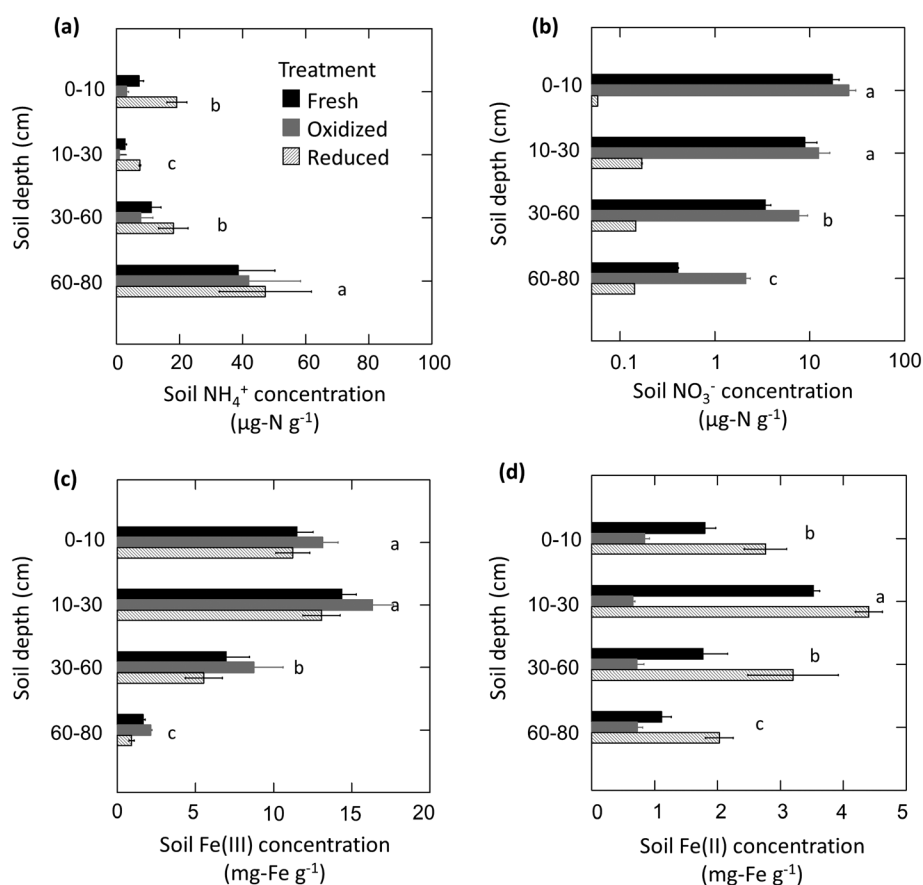 (a)
Soil depth (cm)
0-10
10-30
30-60
60-80
b
c
b
a
Treatment
Fresh
Oxidized
Reduced
0 20 40 60 80 100
Soil NH₄⁺ concentration
(µg-N g⁻¹)
(b)
Soil depth (cm)
0-10
10-30
30-60
60-80
a
a
b
c
0.1 1 10 100
Soil NO₃⁻ concentration
(µg-N g⁻¹)
(c)
Soil depth (cm)
0-10
10-30
30-60
60-80
a
a
b
c
0 5 10 15 20
Soil Fe(III) concentration
(mg-Fe g⁻¹)
(d)
Soil depth (cm)
0-10
10-30
30-60
60-80
b
a
b
c
0 1 2 3 4 5
Soil Fe(II) concentration
(mg-Fe g⁻¹)